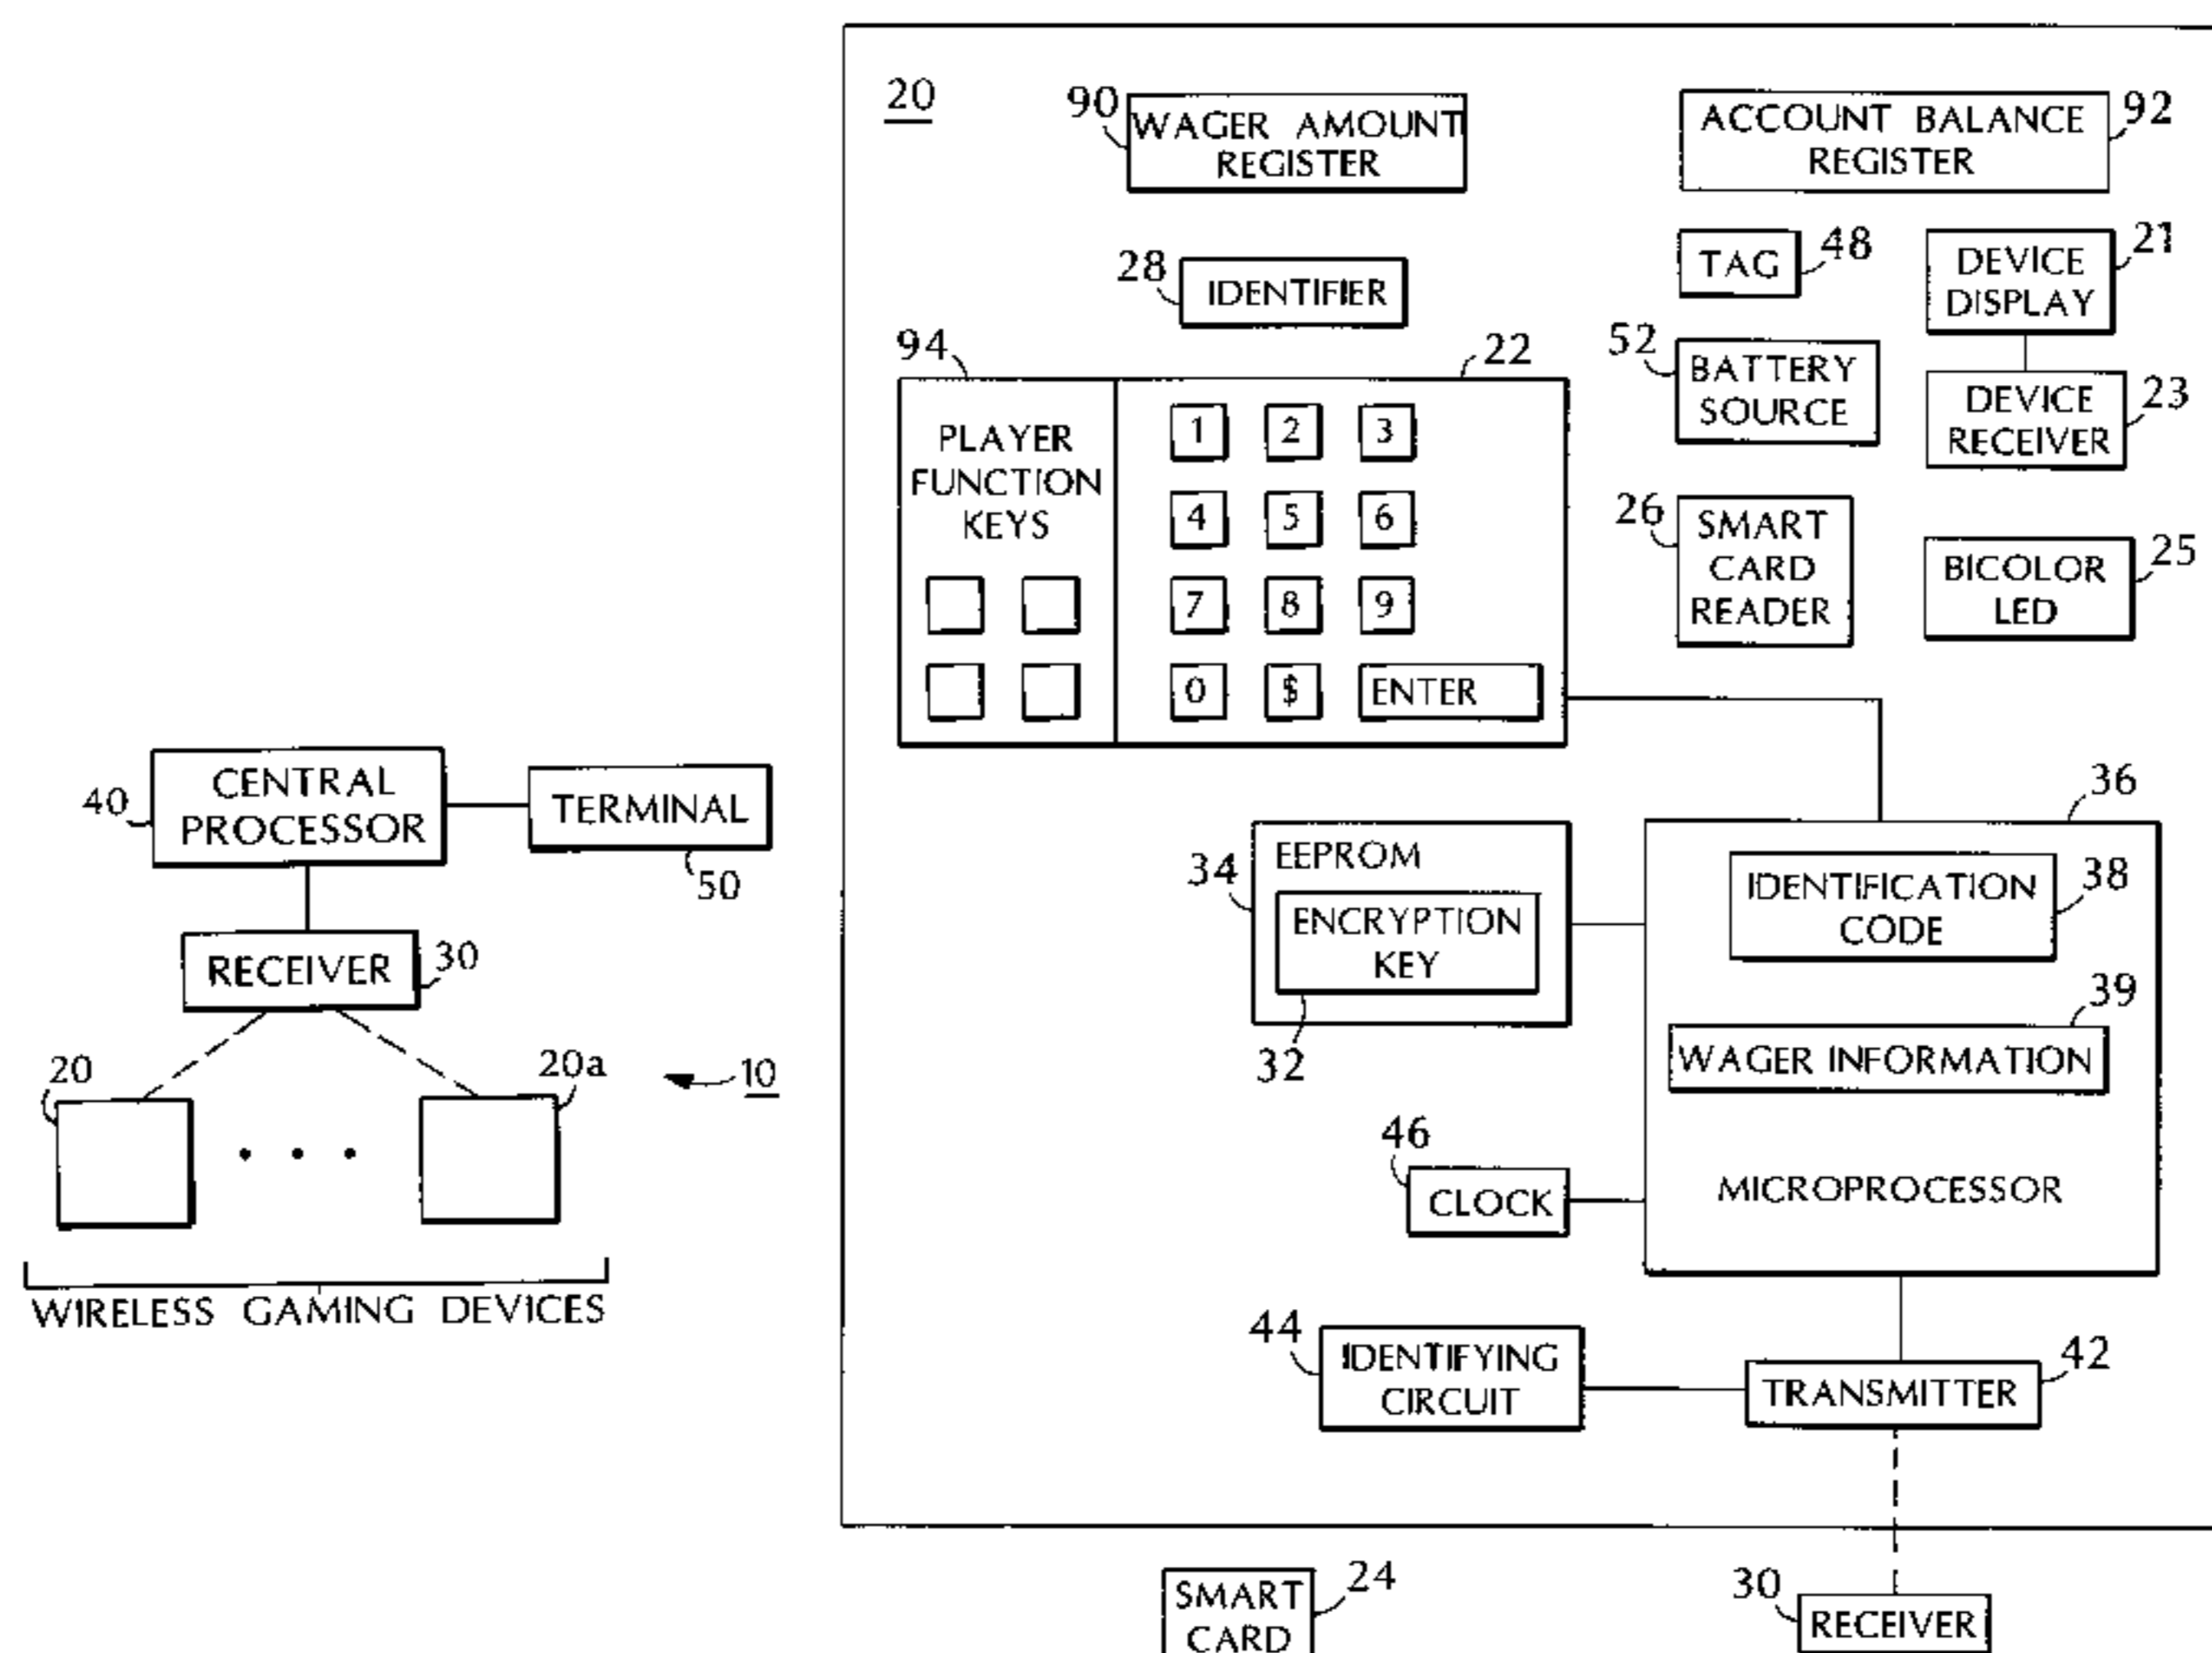 40
CENTRAL
PROCESSOR
TERMINAL
50
RECEIVER
30
20
20a
10
WIRELESS GAMING DEVICES
20
90
WAGER AMOUNT
REGISTER
ACCOUNT BALANCE
REGISTER
92
28
IDENTIFIER
TAG
48
DEVICE
DISPLAY
21
94
22
52
BATTERY
SOURCE
DEVICE
RECEIVER
23
PLAYER
FUNCTION
KEYS
1 2 3
4 5 6
7 8 9
0 $ ENTER
26
SMART
CARD
READER
BICOLOR
LED
25
36
34
EEPROM
ENCRYPTION
KEY
32
IDENTIFICATION
CODE
38
39
WAGER INFORMATION
46
CLOCK
MICROPROCESSOR
44
IDENTIFYING
CIRCUIT
TRANSMITTER
42
SMART
CARD
24
30
RECEIVER